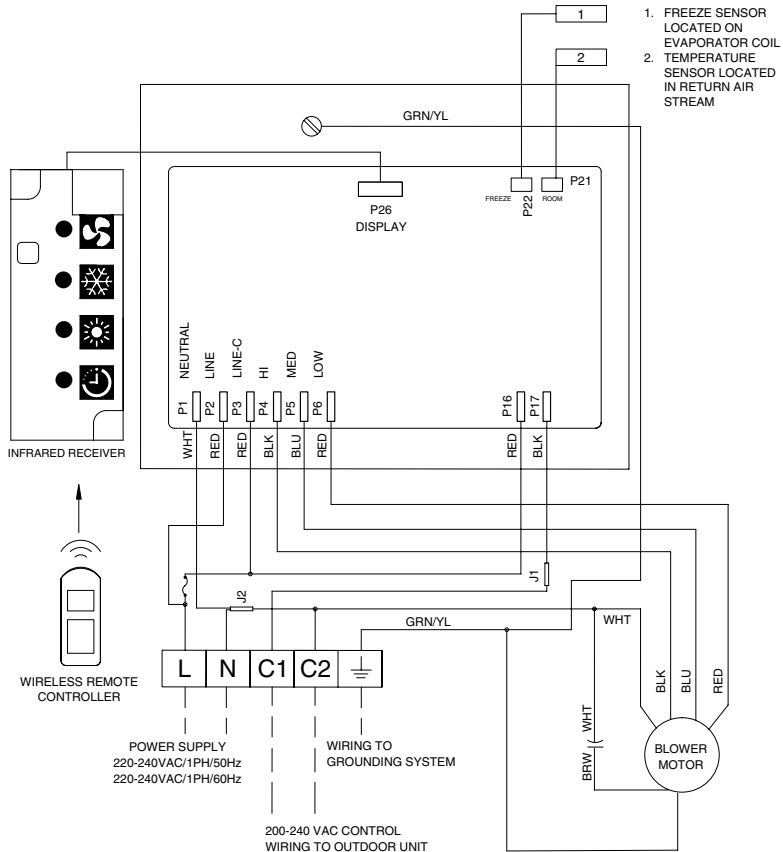 1
1. FREEZE SENSOR
LOCATED ON
EVAPORATOR COIL
2
2. TEMPERATURE
SENSOR LOCATED
IN RETURN AIR
STREAM
GRN/YL
P26
DISPLAY
FREEZE
P22
ROOM
P21
NEUTRAL
LINE
LINE-C
HI
MED
LOW
P1
P2
P3
P4
P5
P6
P16
P17
WHT
RED
RED
BLK
BLU
RED
RED
BLK
INFRARED RECEIVER
J1
J2
GRN/YL
WHT
L
N
C1
C2
WIRELESS REMOTE
CONTROLLER
BLK
BLU
RED
WHT
BRW
BLOWER
MOTOR
POWER SUPPLY
220-240VAC/1PH/50Hz
220-240VAC/1PH/60Hz
WIRING TO
GROUNDING SYSTEM
200-240 VAC CONTROL
WIRING TO OUTDOOR UNIT